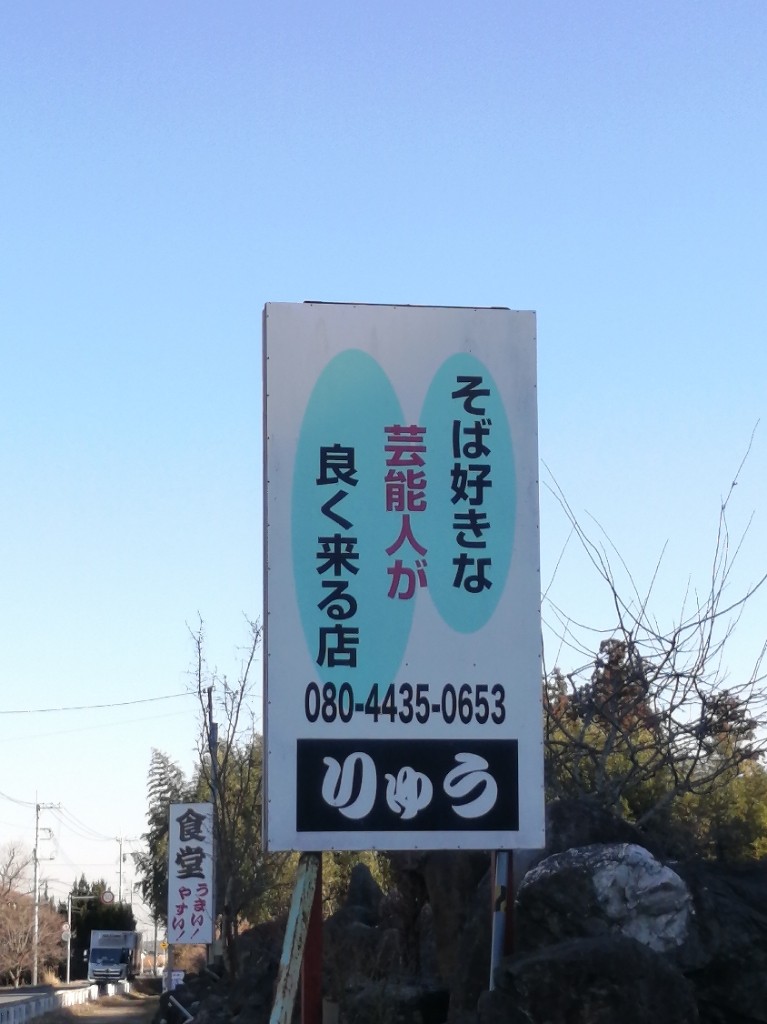 そば好きな
芸能人が
良く来る店
080-4435-0653
りゅう
食堂
うまい!
やすい!